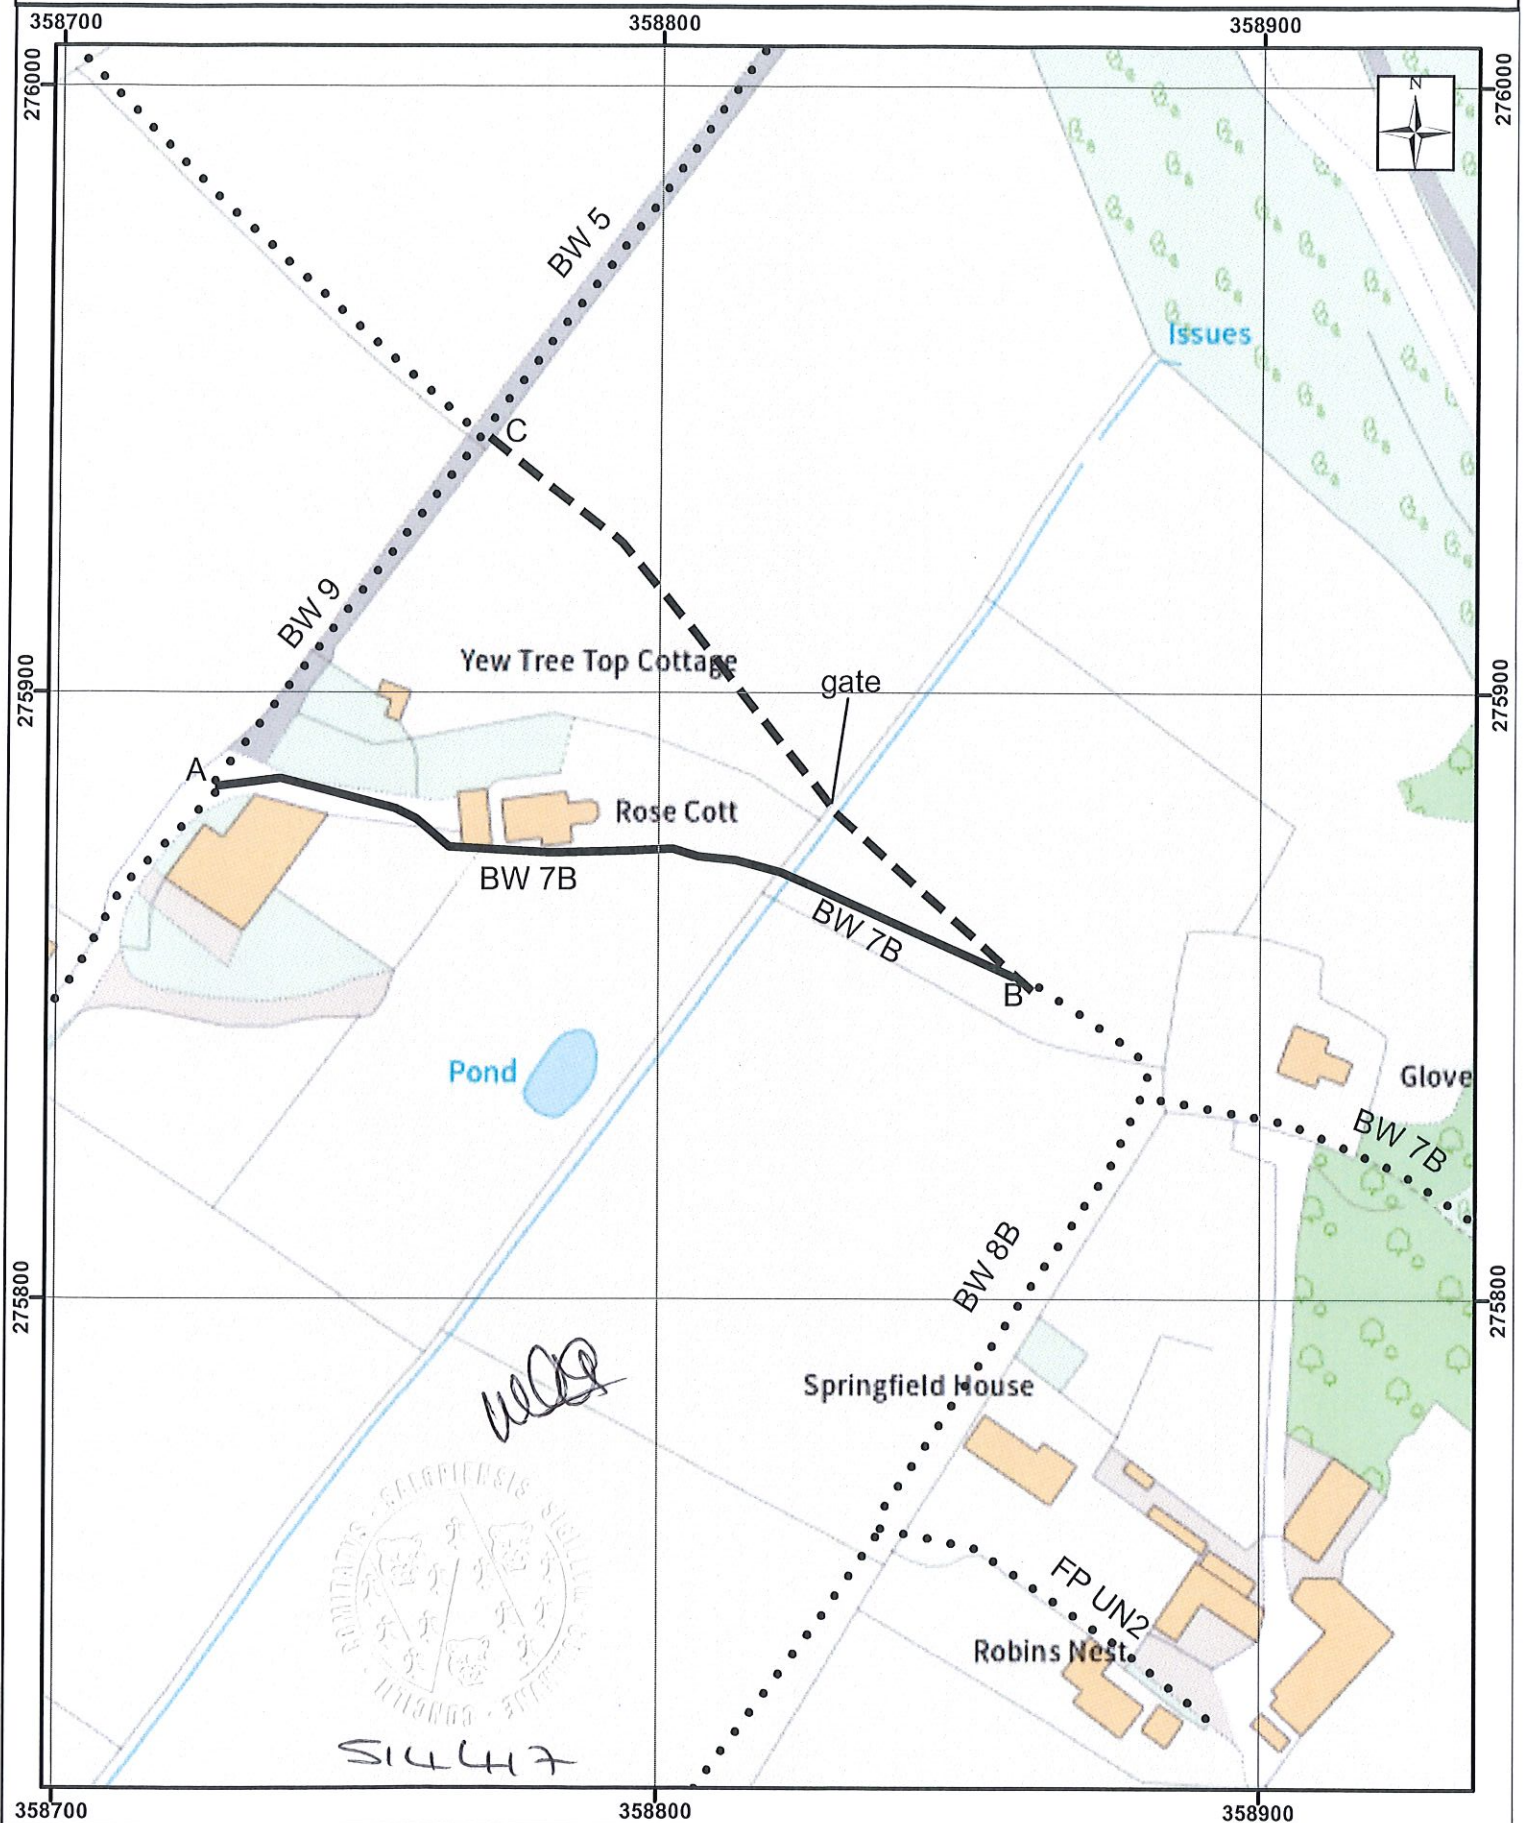 358700
358800
358900
276000
N
276000
BW 5
Issues
C
BW 9
Yew Tree Top Cottage
gate
275900
275900
A
Rose Cott
BW 7B
BW 7B
B
Pond
Glove
BW 7B
BW 8B
275800
275800
Springfield House
SALOPIENSIS
COMITATUS
FP UN2
Robins Nest
514417
358700
358800
358900